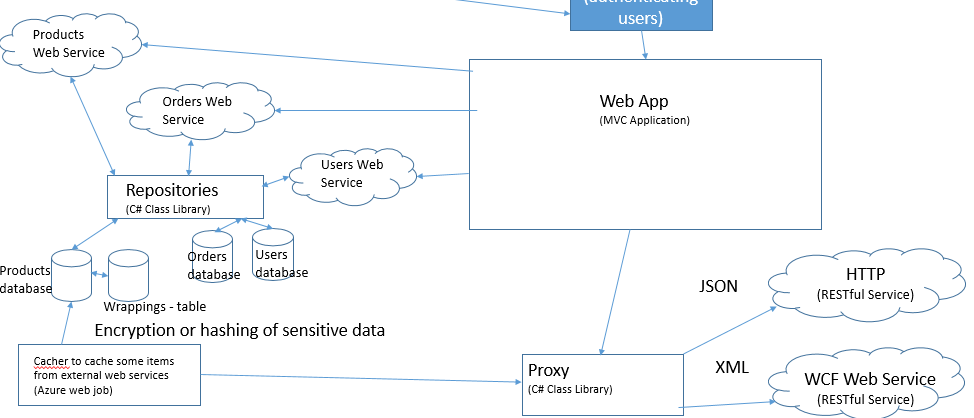 (authenticating
users)
Products
Web Service
Web App
(MVC Application)
Orders Web
Service
Users Web
Service
Repositories
(C# Class Library)
Orders
database
Users
database
Products
database
Wrappings - table
HTTP
(RESTful Service)
JSON
Encryption or hashing of sensitive data
Cacher to cache some items
from external web services
(Azure web job)
Proxy
(C# Class Library)
XML
WCF Web Service
(RESTful Service)